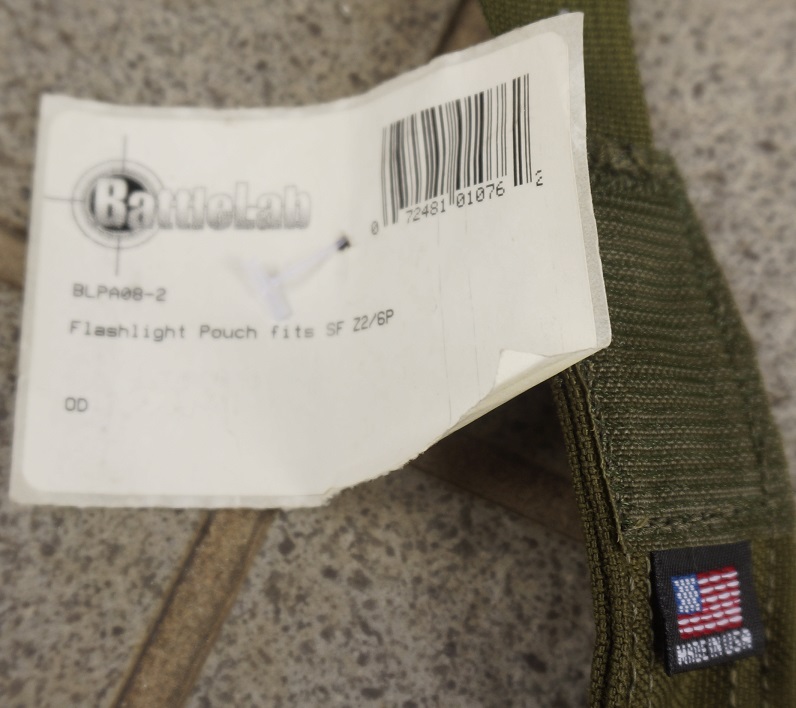 BattleLab
0 72481 01076 2
BLPA08-2
Flashlight Pouch fits SF Z2/6P
OD
MADE IN USA